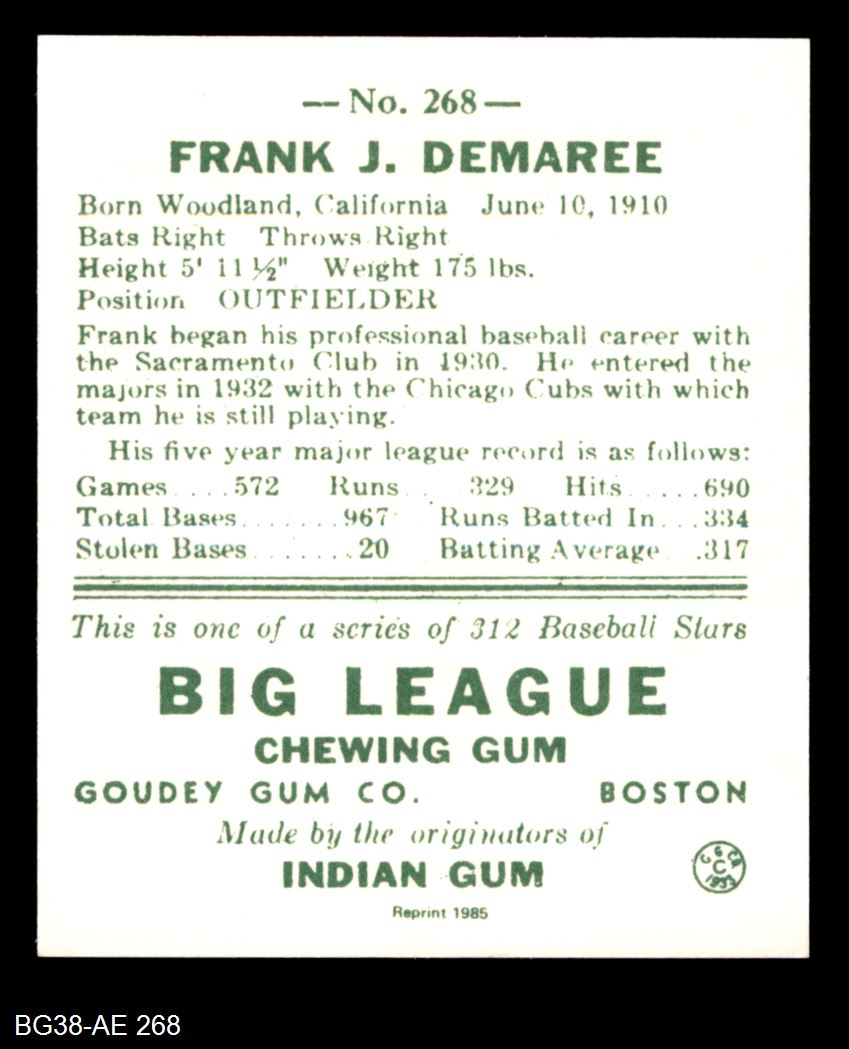 — No. 268 —
FRANK J. DEMAREE
Born Woodland, California June 10, 1910
Bats Right Throws Right
Height 5' 11 ½" Weight 175 lbs.
Position OUTFIELDER
Frank began his professional baseball career with
the Sacramento Club in 1930. He entered the
majors in 1932 with the Chicago Cubs with which
team he is still playing.
His five year major league record is as follows:
Games....572 Runs..329 Hits.....690
Total Bases.......967 Runs Batted In...334
Stolen Bases.......20 Batting Average .317
This is one of a series of 312 Baseball Stars
BIG LEAGUE
CHEWING GUM
GOUDEY GUM CO. BOSTON
Made by the originators of
INDIAN GUM
Reprint 1985
BG38-AE 268